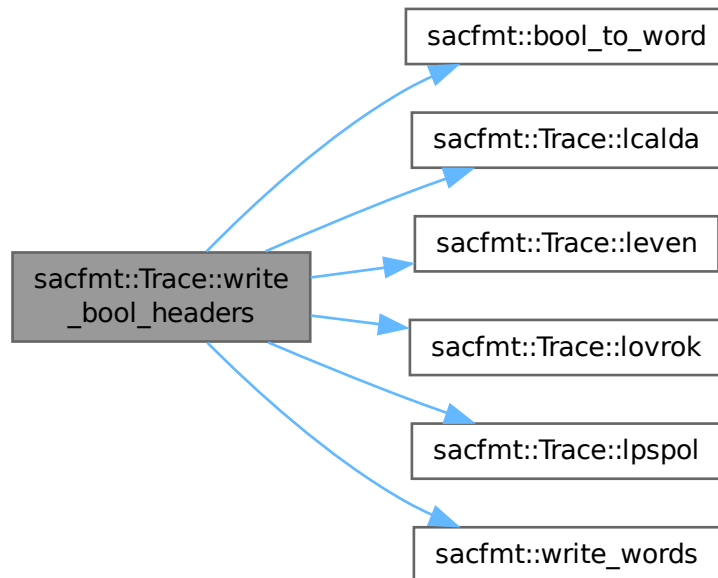 sacfmt::bool_to_word
sacfmt::Trace::lcalda
sacfmt::Trace::leven
sacfmt::Trace::write
_bool_headers
sacfmt::Trace::lovrok
sacfmt::Trace::lpspol
sacfmt::write_words